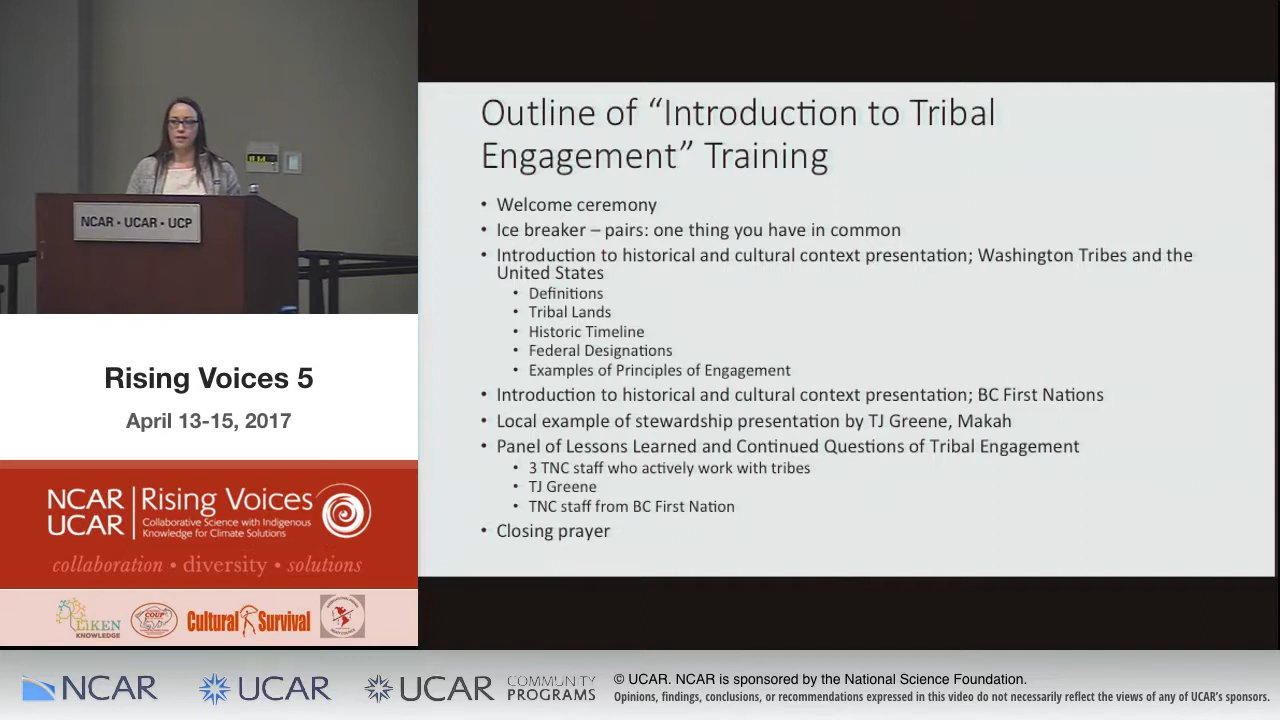 NCAR • UCAR • UCP
Rising Voices 5
April 13-15, 2017
NCAR
UCAR
Rising Voices
Collaborative Science with Indigenous
Knowledge for Climate Solutions
collaboration • diversity • solutions
LIKEN
KNOWLEDGE
COUP
Cultural Survival
Outline of “Introduction to Tribal
Engagement” Training
• Welcome ceremony
• Ice breaker – pairs: one thing you have in common
• Introduction to historical and cultural context presentation; Washington Tribes and the
United States
• Definitions
• Tribal Lands
• Historic Timeline
• Federal Designations
• Examples of Principles of Engagement
• Introduction to historical and cultural context presentation; BC First Nations
• Local example of stewardship presentation by TJ Greene, Makah
• Panel of Lessons Learned and Continued Questions of Tribal Engagement
• 3 TNC staff who actively work with tribes
• TJ Greene
• TNC staff from BC First Nation
• Closing prayer
NCAR
UCAR
UCAR
COMMUNITY
PROGRAMS
© UCAR. NCAR is sponsored by the National Science Foundation.
Opinions, findings, conclusions, or recommendations expressed in this video do not necessarily reflect the views of any of UCAR's sponsors.